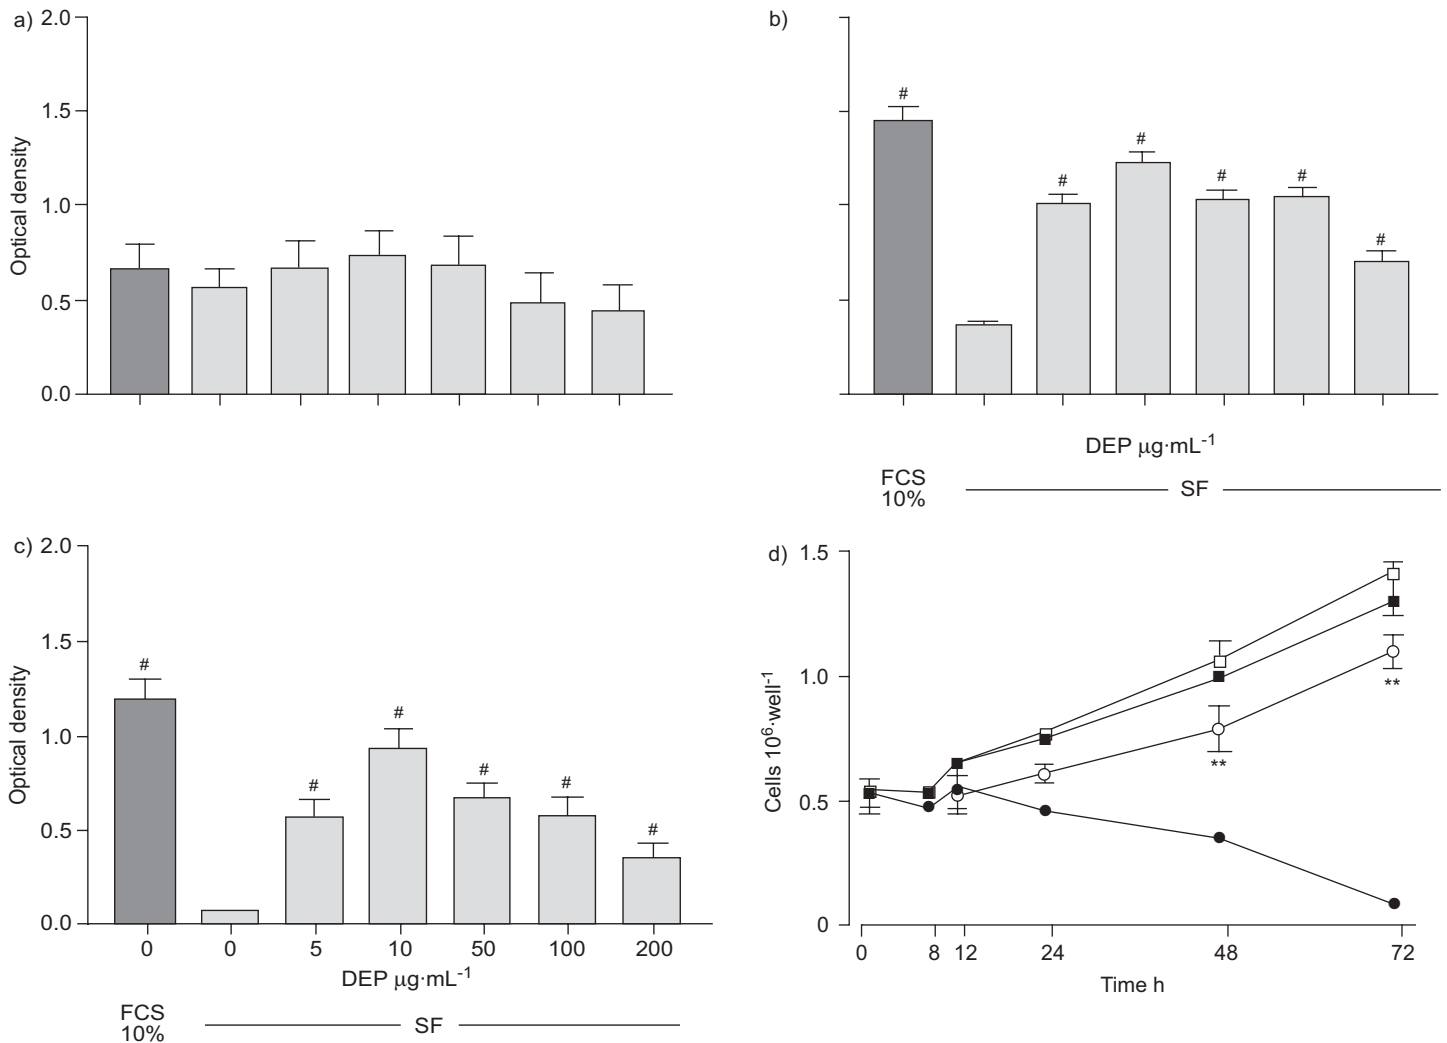 a)
2.0
1.5
1.0
0.5
0.0
Optical density
b)
#
#
#
#
#
#
DEP µg·mL⁻¹
FCS
10%
SF
c)
2.0
1.5
1.0
0.5
0.0
Optical density
#
#
#
#
#
#
0 0 5 10 50 100 200
DEP µg·mL⁻¹
FCS
10%
SF
d)
1.5
1.0
0.5
0
Cells 10⁶·well⁻¹
**
**
0 8 12 24 48 72
Time h